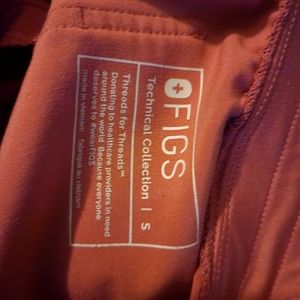 FIGS
Technical Collection | S
Threads for Threads™
Donating to healthcare
providers in need
around the world. Because everyone
deserves to #wearFIGS
made in vietnam fabriqué au vietnam